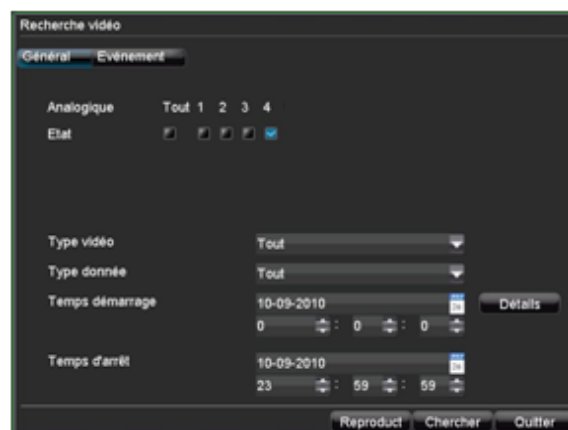 Recherche vidéo
Général Evénement
Analogique Tout 1 2 3 4
Etat
Type vidéo Tout
Type donnée Tout
Temps démarrage 10-09-2010 Détails
0 : 0 : 0
Temps d'arrêt 10-09-2010
23 : 59 : 59
Reproduct Chercher Quitter